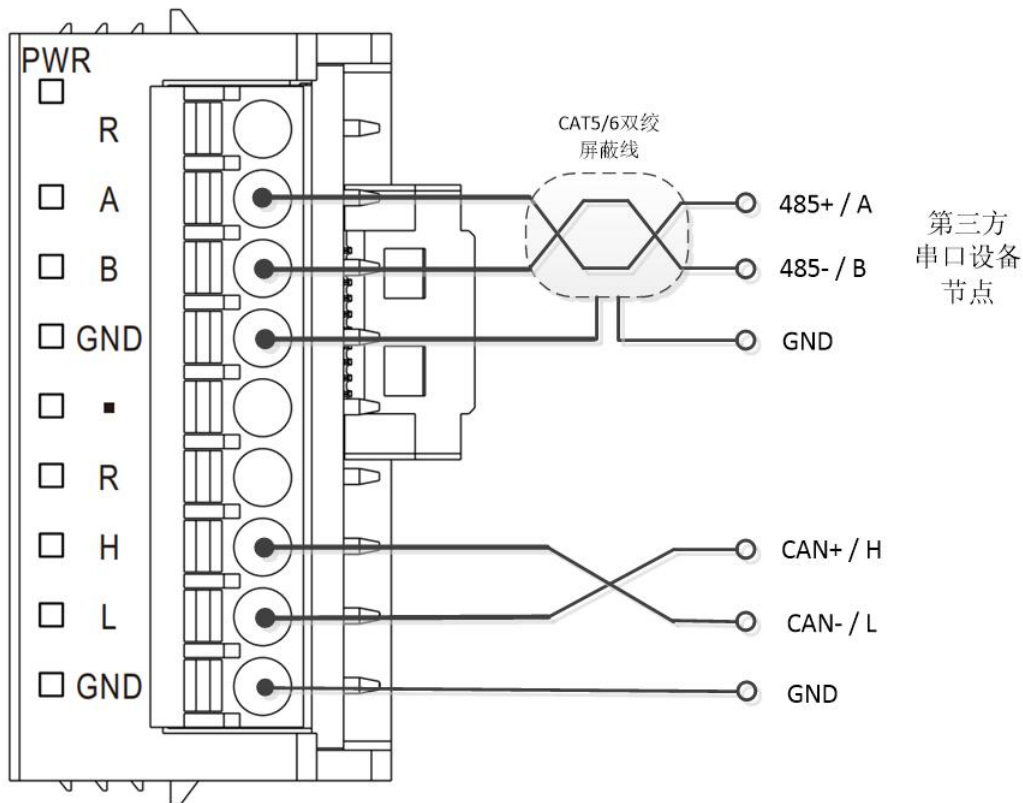 PWR
R
A
B
GND
▪
R
H
L
GND
CAT5/6双绞
屏蔽线
485+ / A
485- / B
GND
第三方
串口设备
节点
CAN+ / H
CAN- / L
GND